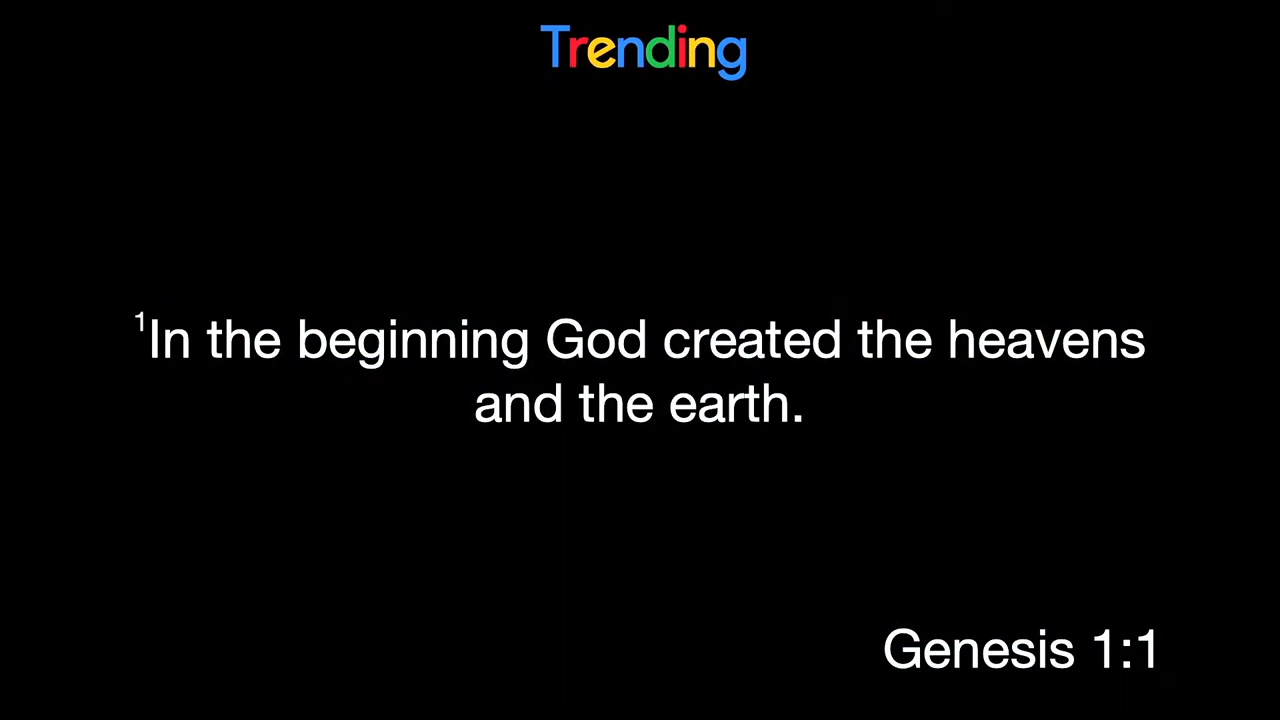 Trending
¹In the beginning God created the heavens
and the earth.
Genesis 1:1